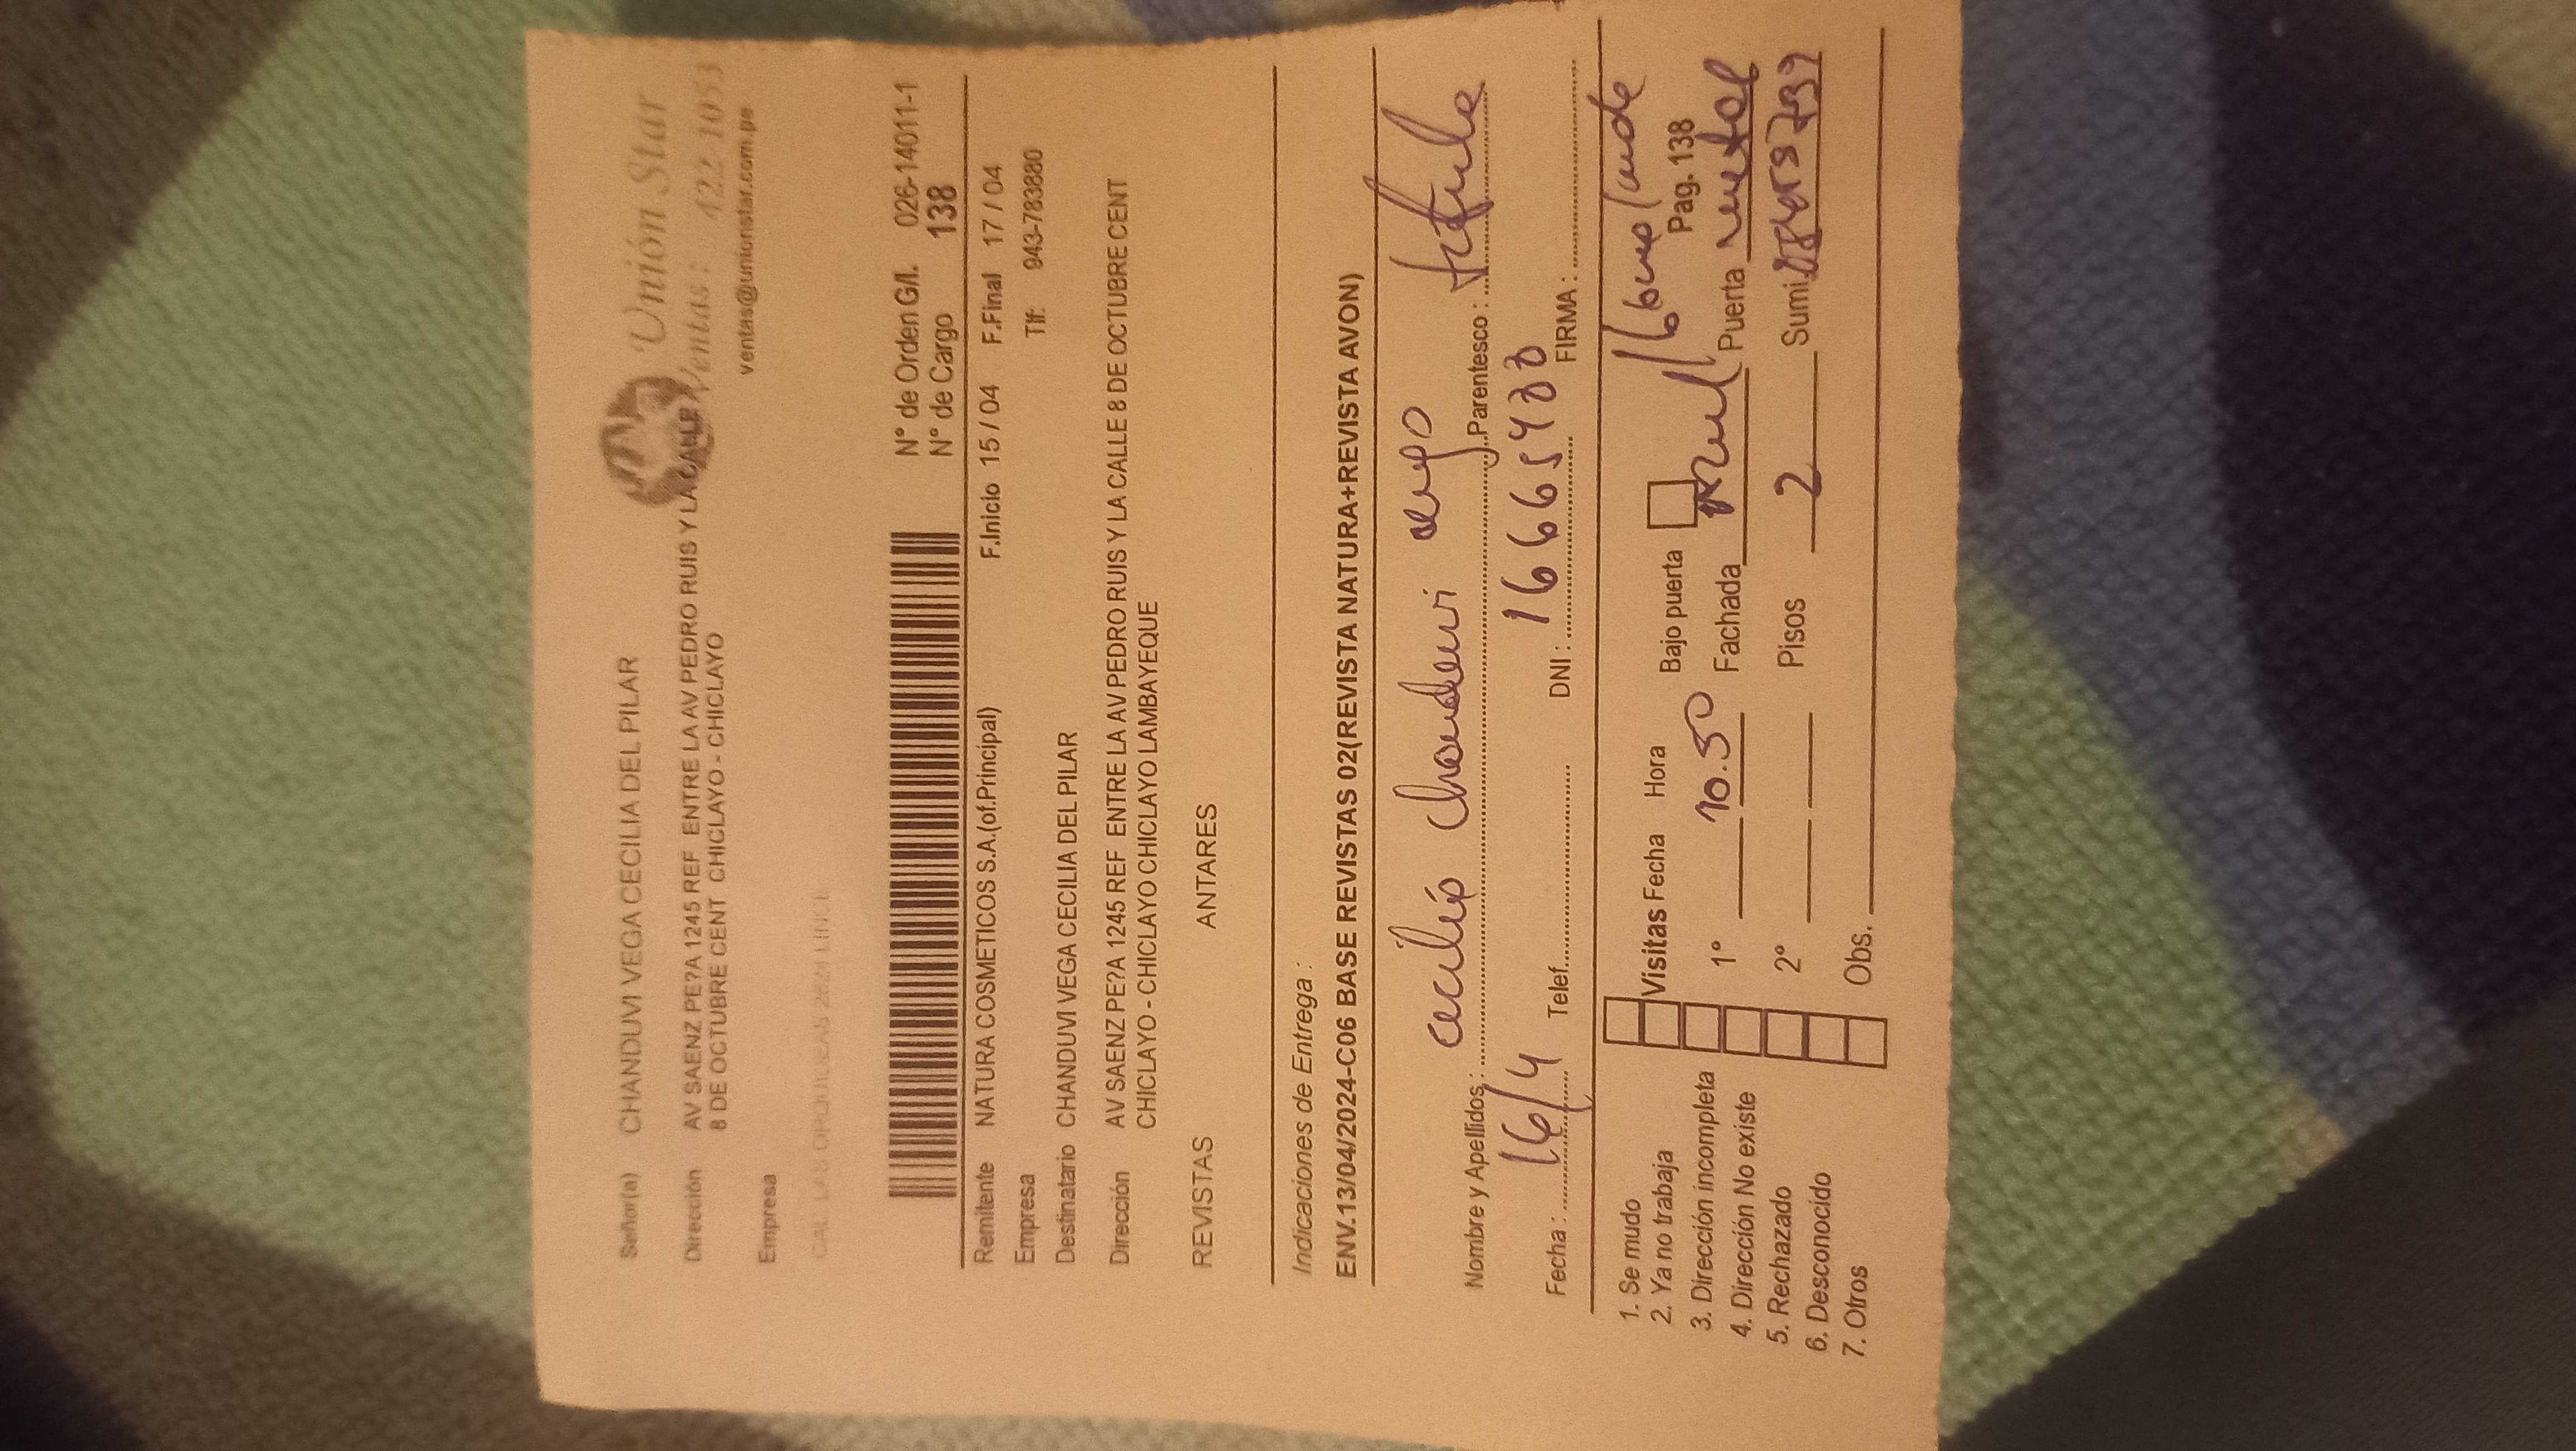 Unión Star
Ventas : 422-1053
ventas@unionstar.com.pe
Señor(a) CHANDUVI VEGA CECILIA DEL PILAR
Dirección AV SAENZ PE?A 1245 REF ENTRE LA AV PEDRO RUIS Y LA CALLE
8 DE OCTUBRE CENT CHICLAYO - CHICLAYO
Empresa
N° de Orden G/I. 026-14011-1
N° de Cargo 138
Remitente NATURA COSMETICOS S.A.(of.Principal) F.Inicio 15 / 04 F.Final 17 / 04
Empresa Tlf: 943-783880
Destinatario CHANDUVI VEGA CECILIA DEL PILAR
Dirección AV SAENZ PE?A 1245 REF ENTRE LA AV PEDRO RUIS Y LA CALLE 8 DE OCTUBRE CENT
CHICLAYO - CHICLAYO CHICLAYO LAMBAYEQUE
REVISTAS ANTARES
Indicaciones de Entrega :
ENV.13/04/2024-C06 BASE REVISTAS 02(REVISTA NATURA+REVISTA AVON)
Nombre y Apellidos : Cecilia Chanduvi Parentesco : titula
Fecha : 16/4 Telef. DNI : 16665400 FIRMA :
1. Se mudo
2. Ya no trabaja
3. Dirección incompleta
4. Dirección No existe
5. Rechazado
6. Desconocido
7. Otros
Visitas Fecha Hora Bajo puerta Pag. 138
1° 10.50 Fachada Puerta metal
2° Pisos 2 Sumi
Obs.